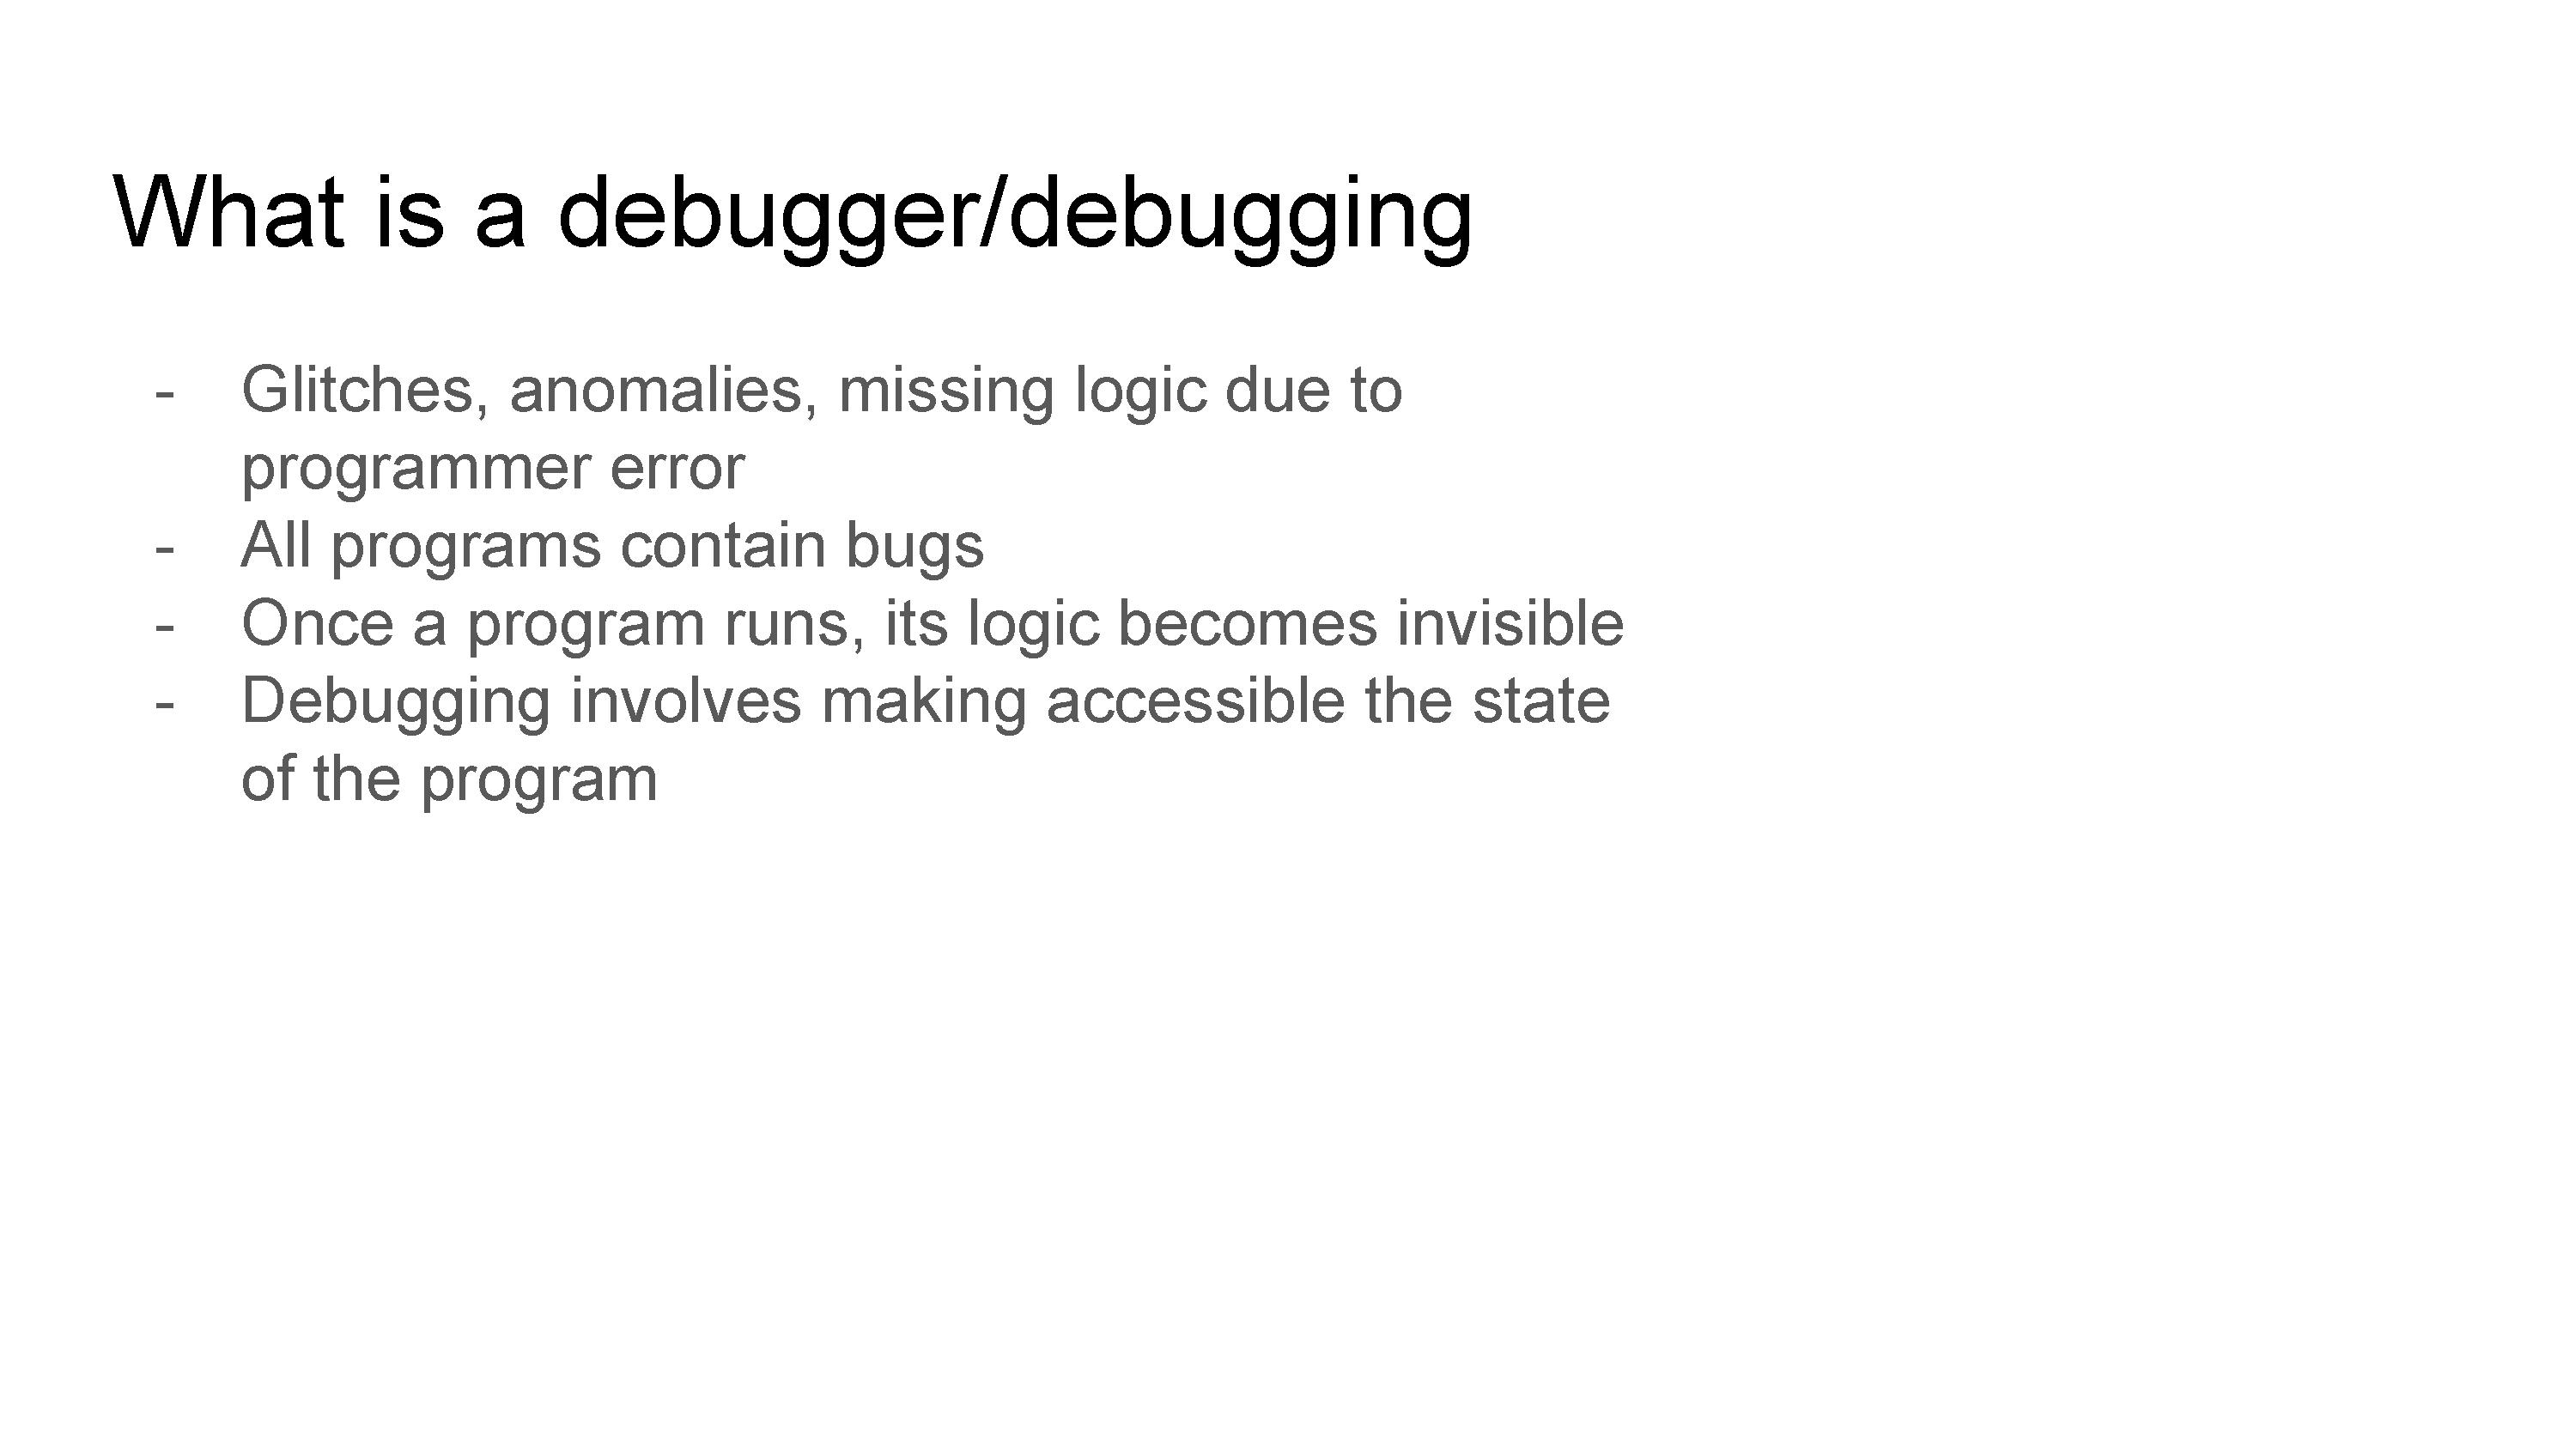 What is a debugger/debugging
- Glitches, anomalies, missing logic due to
programmer error
- All programs contain bugs
- Once a program runs, its logic becomes invisible
- Debugging involves making accessible the state
of the program